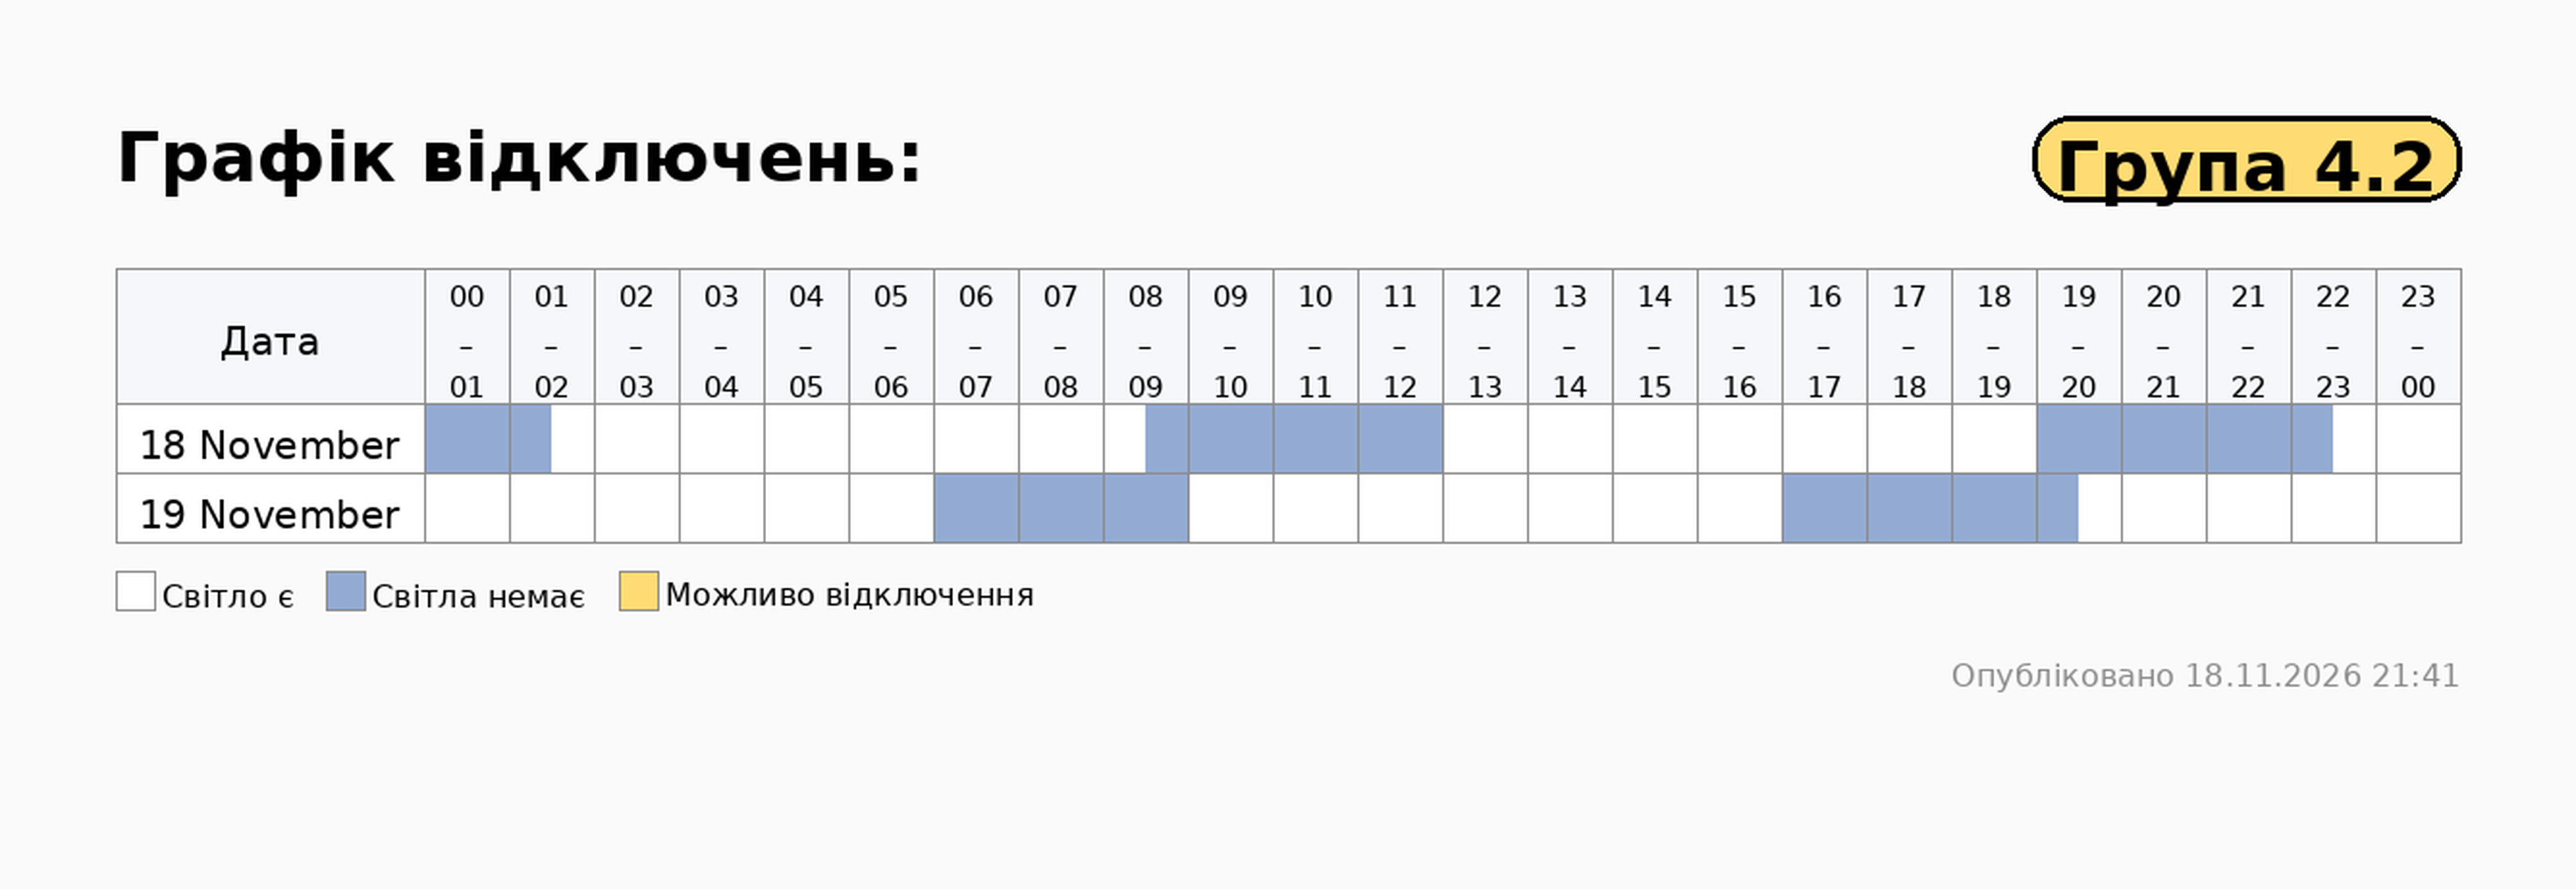 Графік відключень:
Група 4.2
Дата 00 – 01 01 – 02 02 – 03 03 – 04 04 – 05 05 – 06 06 – 07 07 – 08 08 – 09 09 – 10 10 – 11 11 – 12 12 – 13 13 – 14 14 – 15 15 – 16 16 – 17 17 – 18 18 – 19 19 – 20 20 – 21 21 – 22 22 – 23 23 – 00
18 November
19 November
Світло є Світла немає Можливо відключення
Опубліковано 18.11.2026 21:41